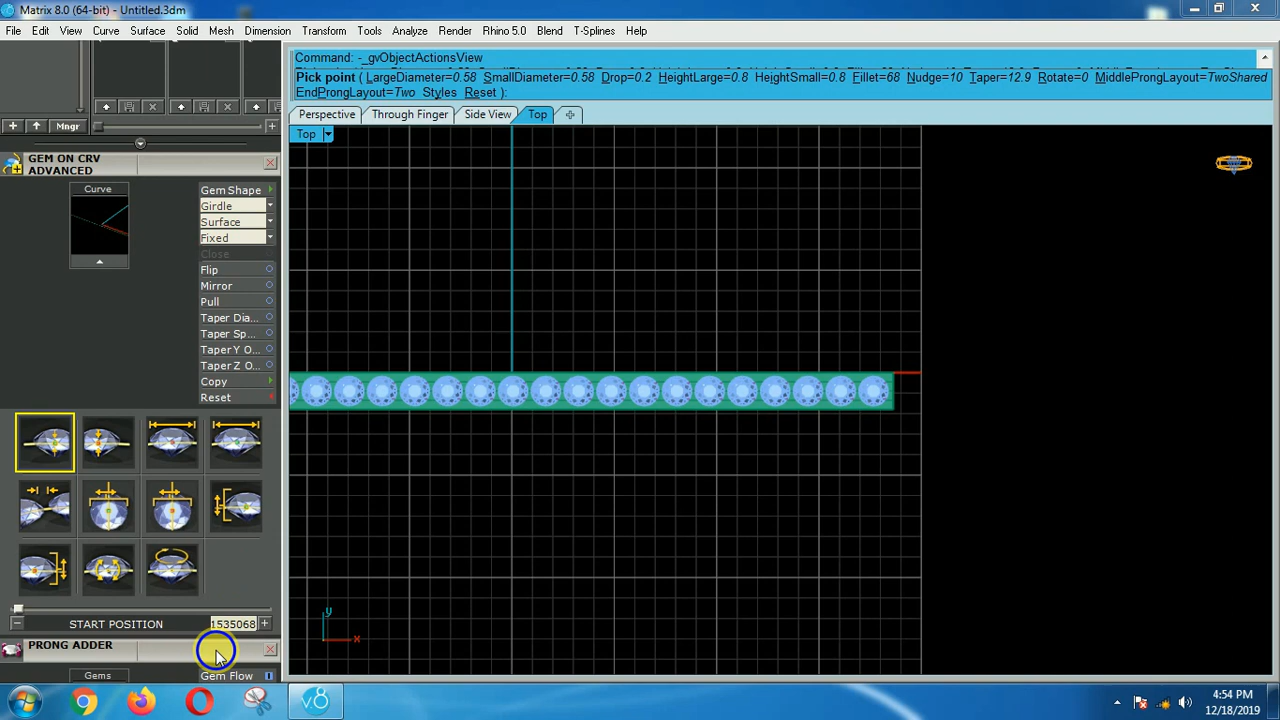 Matrix 8.0 (64-bit) - Untitled.3dm
File Edit View Curve Surface Solid Mesh Dimension Transform Tools Analyze Render Rhino 5.0 Blend T-Splines Help
Command: -_gvObjectActionsView
Pick point ( LargeDiameter=0.58 SmallDiameter=0.58 Drop=0.2 HeightLarge=0.8 HeightSmall=0.8 Fillet=68 Nudge=10 Taper=12.9 Rotate=0 MiddleProngLayout=TwoShared
EndProngLayout=Two Styles Reset ):
Perspective Through Finger Side View Top
Top
Mngr
GEM ON CRV
ADVANCED
Curve
Gem Shape
Girdle
Surface
Fixed
Close
Flip
Mirror
Pull
Taper Dia...
Taper Sp...
Taper Y O...
Taper Z O...
Copy
Reset
START POSITION 1535068
PRONG ADDER
Gems Gem Flow
y
x
v8
4:54 PM
12/18/2019